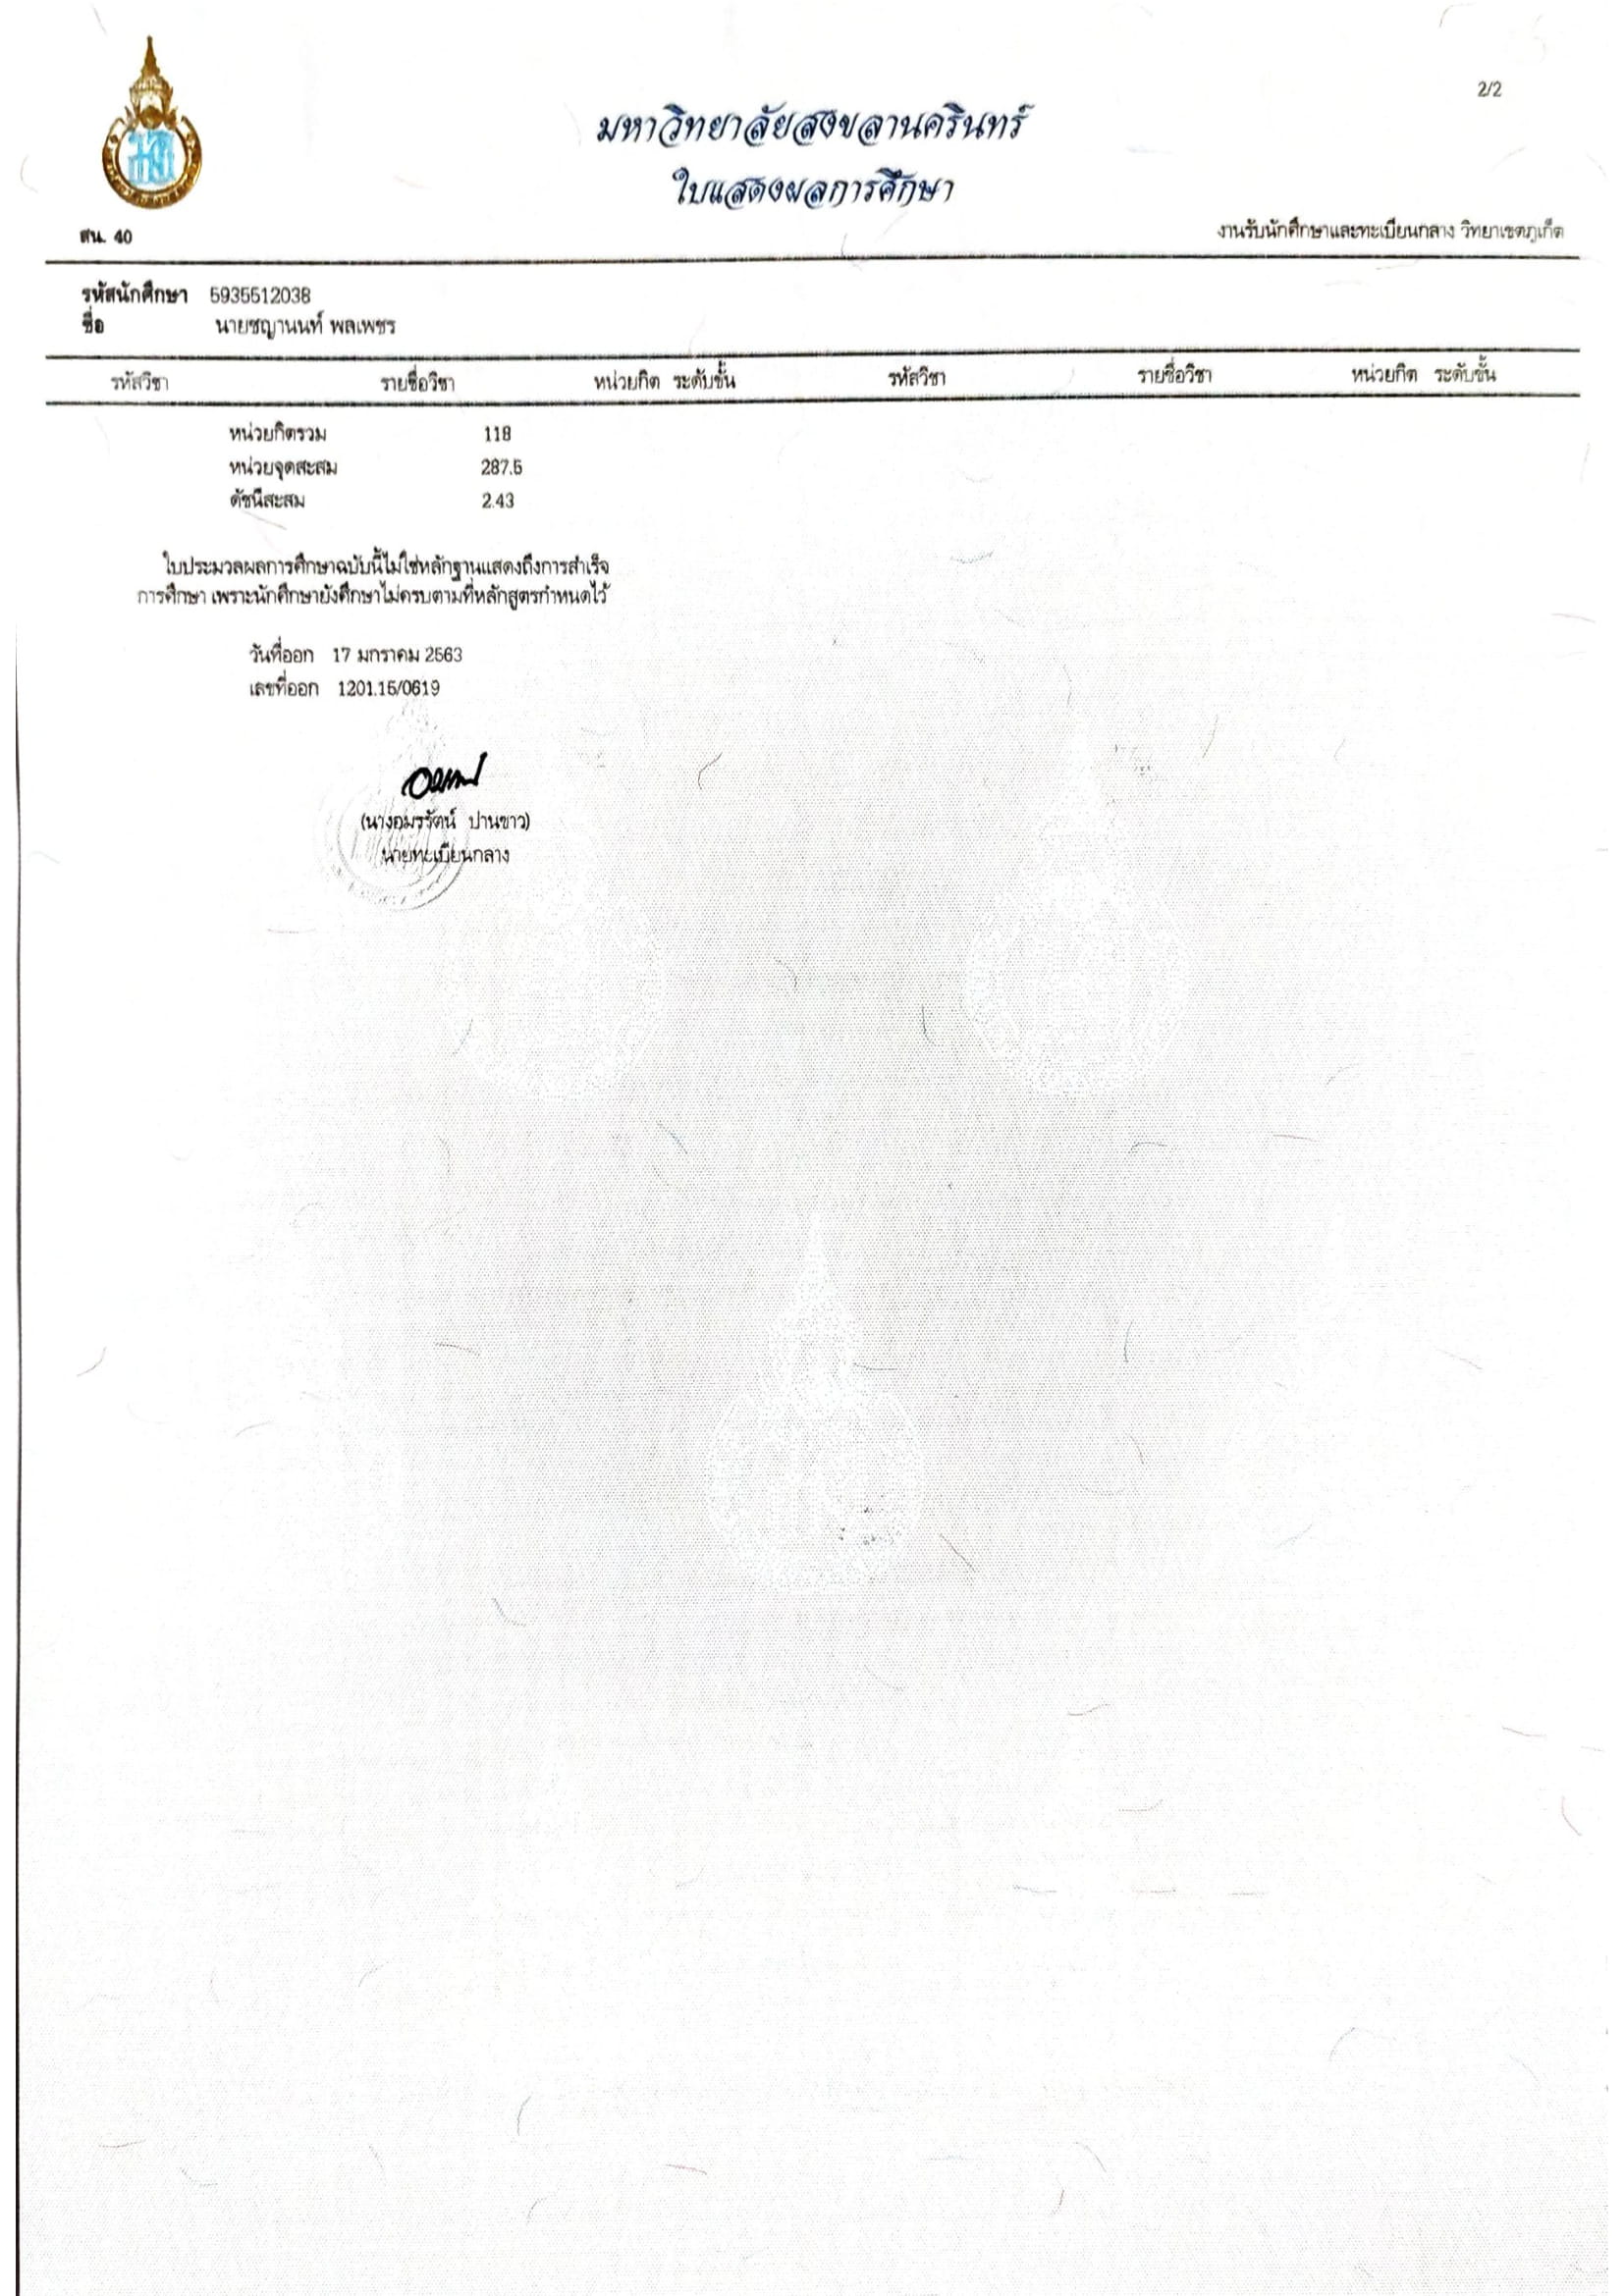 2/2
มหาวิทยาลัยสงขลานครินทร์
ใบแสดงผลการศึกษา
สน. 40
งานรับนักศึกษาและทะเบียนกลาง วิทยาเขตภูเก็ต
รหัสนักศึกษา 5935512038
ชื่อ นายชญานนท์ พลเพชร
รหัสวิชา รายชื่อวิชา หน่วยกิต ระดับขั้น รหัสวิชา รายชื่อวิชา หน่วยกิต ระดับขั้น
หน่วยกิตรวม 118
หน่วยจุดสะสม 287.5
ดัชนีสะสม 2.43
ใบประมวลผลการศึกษาฉบับนี้ไม่ใช่หลักฐานแสดงถึงการสำเร็จ
การศึกษา เพราะนักศึกษายังศึกษาไม่ครบตามที่หลักสูตรกำหนดไว้
วันที่ออก 17 มกราคม 2563
เลขที่ออก 1201.15/0619
(นางอมรรัตน์ ปานขาว)
นายทะเบียนกลาง